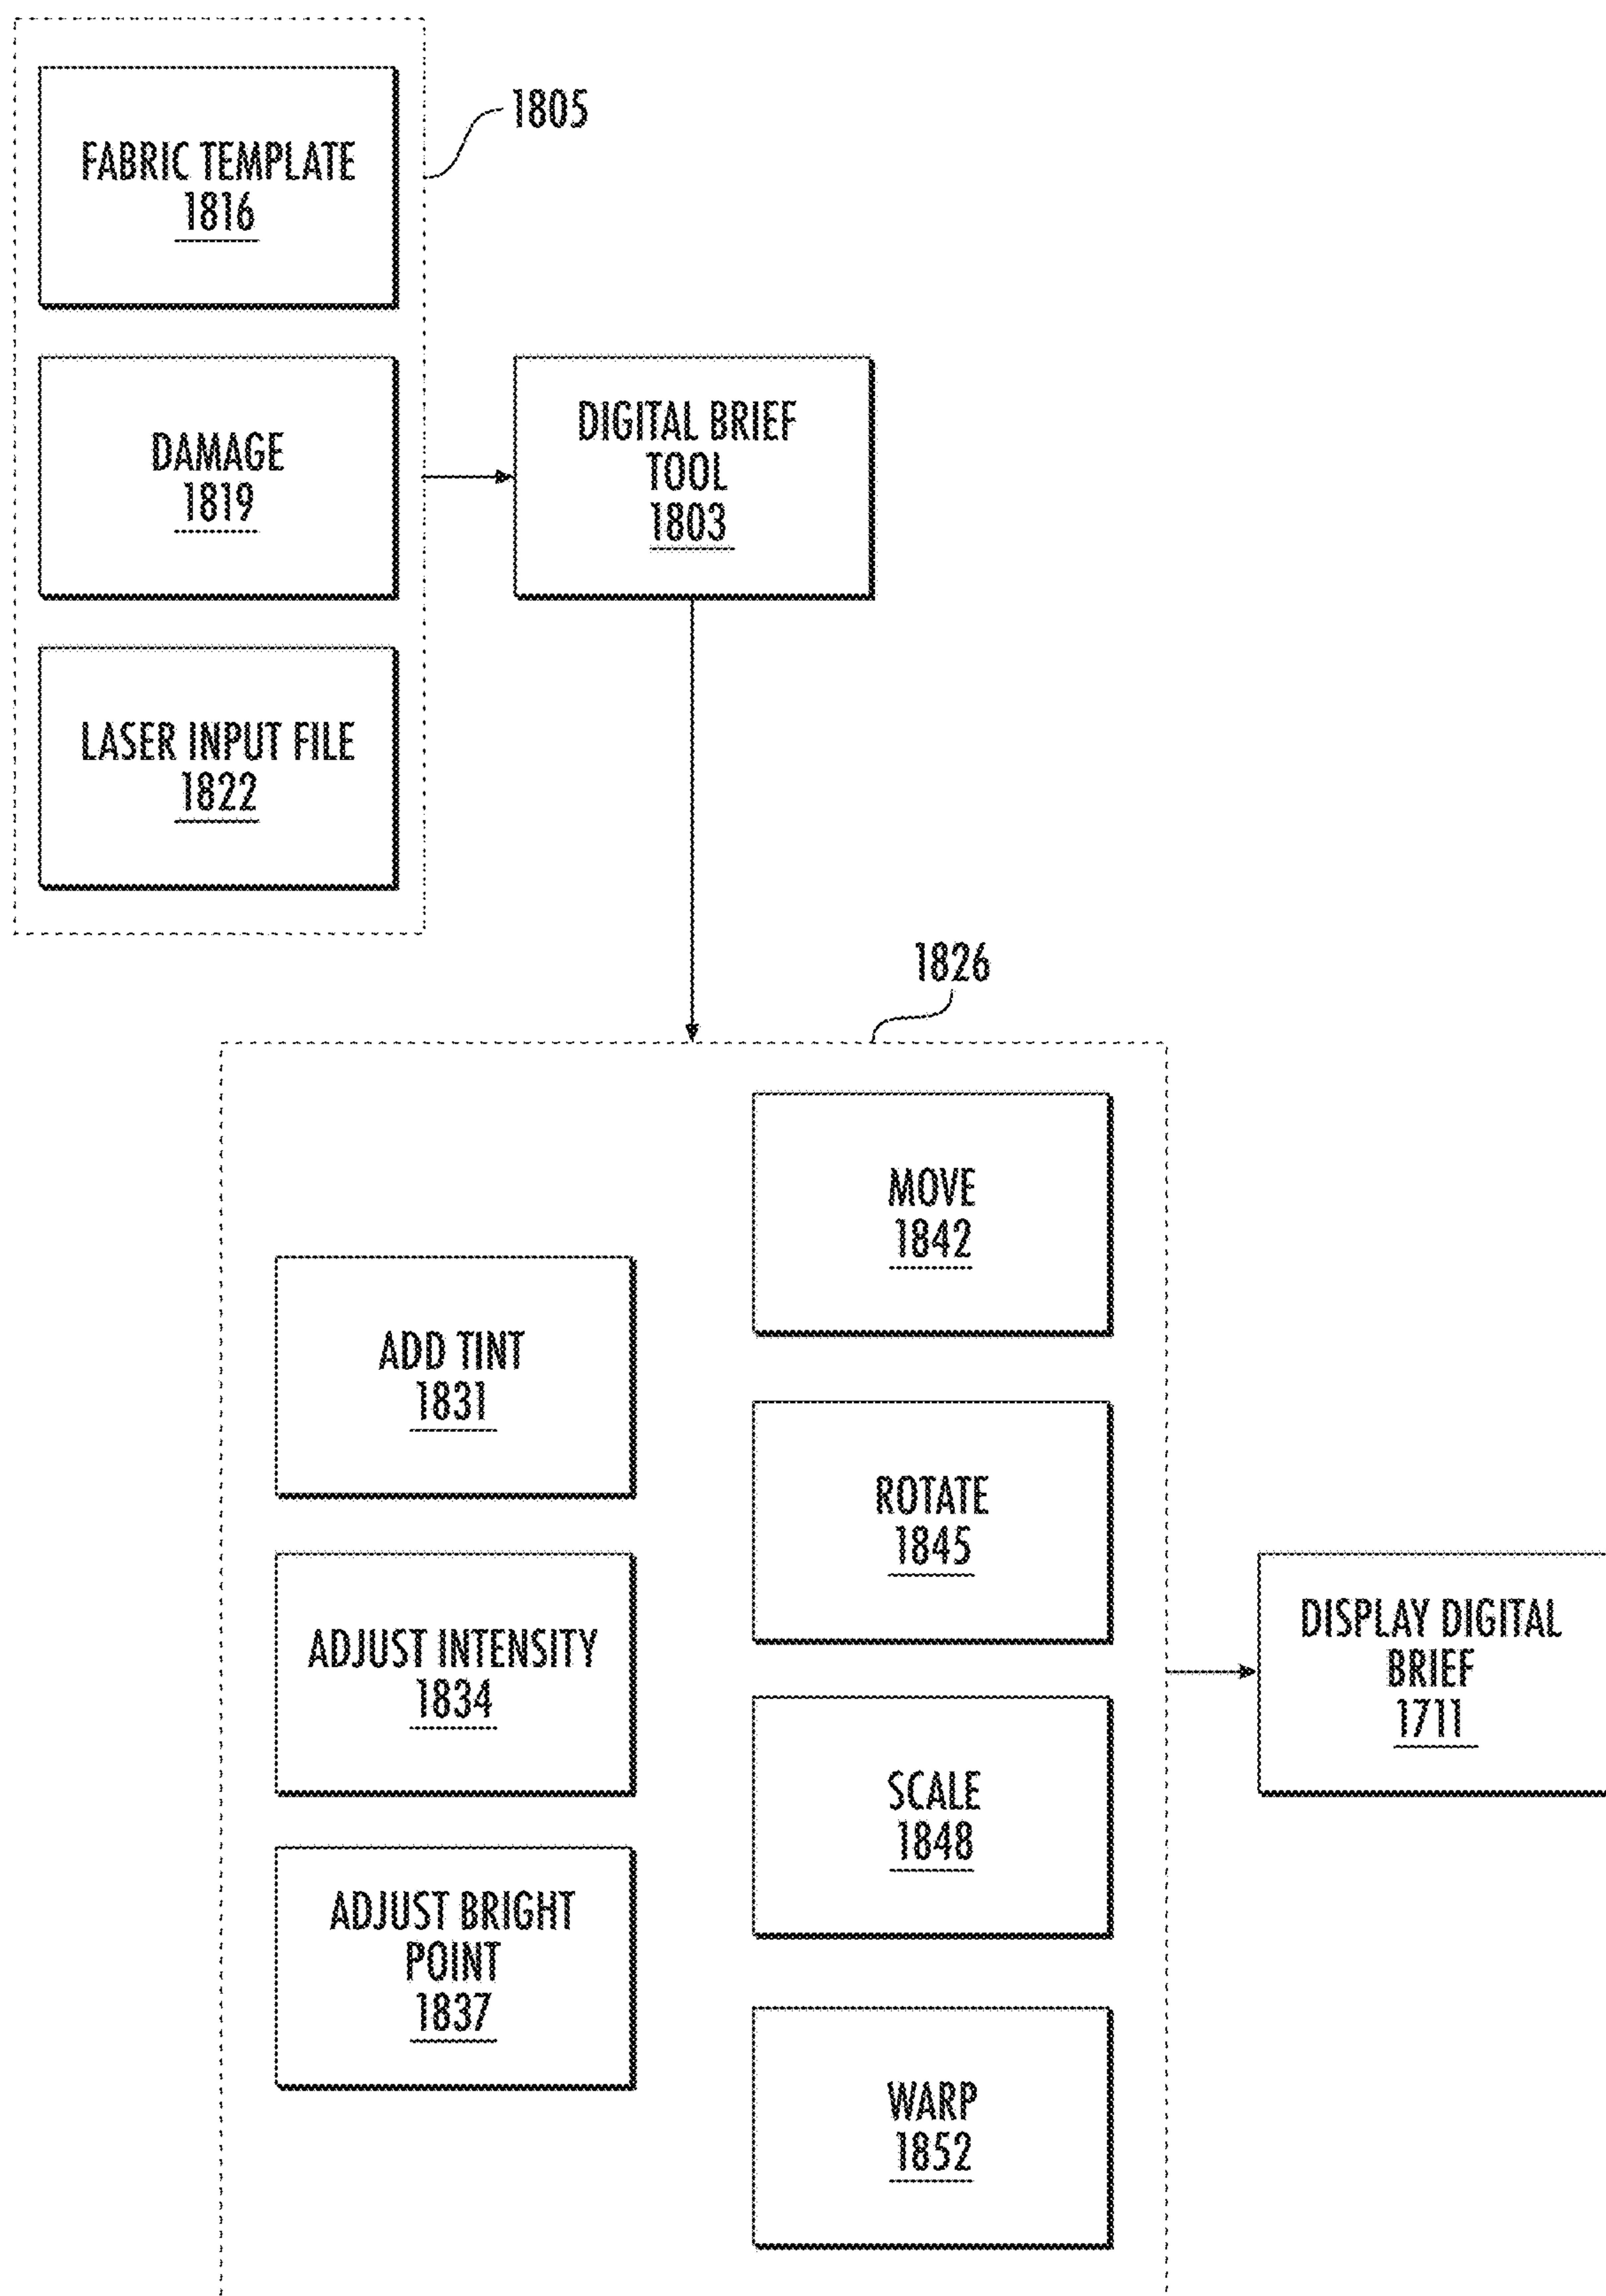 FABRIC TEMPLATE
1816
1805
DAMAGE
1819
DIGITAL BRIEF
TOOL
1803
LASER INPUT FILE
1822
1826
MOVE
1842
ADD TINT
1831
ROTATE
1845
ADJUST INTENSITY
1834
DISPLAY DIGITAL
BRIEF
1711
SCALE
1848
ADJUST BRIGHT
POINT
1837
WARP
1852